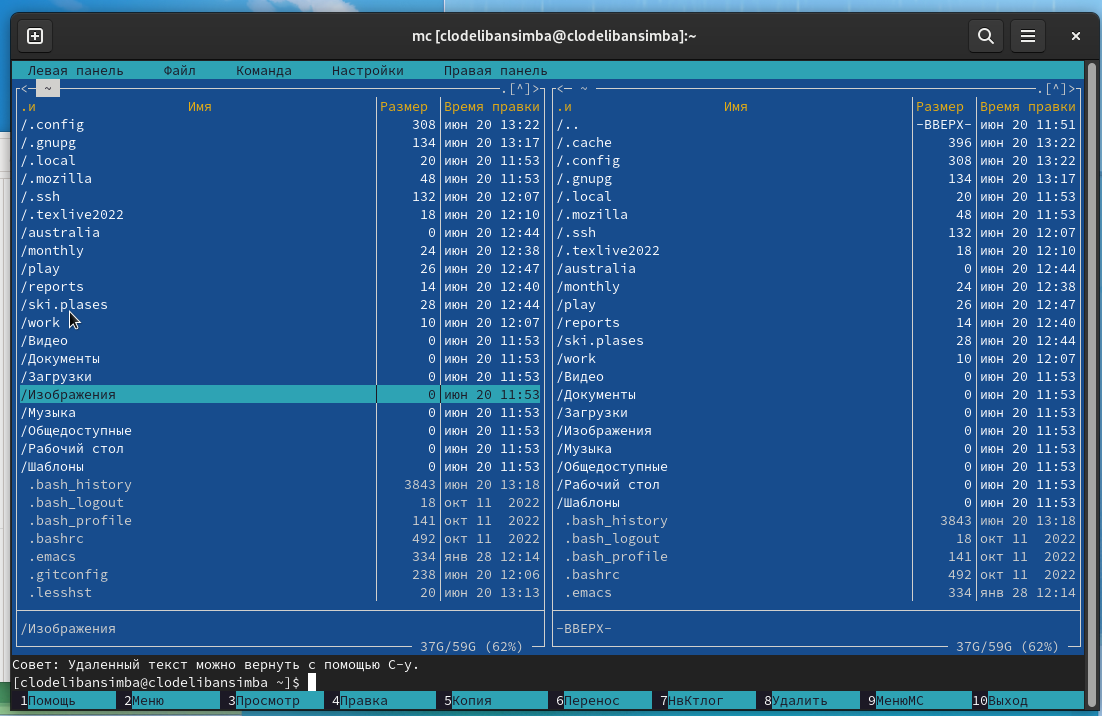 mc [clodelibansimba@clodelibansimba]:~
Левая панель Файл Команда Настройки Правая панель
<─ ~ .[^]> <─ ~ .[^]>
.и Имя Размер Время правки .и Имя Размер Время правки
/.config 308 июн 20 13:22 /.. -ВВЕРХ- июн 20 11:51
/.gnupg 134 июн 20 13:17 /.cache 396 июн 20 13:22
/.local 20 июн 20 11:53 /.config 308 июн 20 13:22
/.mozilla 48 июн 20 11:53 /.gnupg 134 июн 20 13:17
/.ssh 132 июн 20 12:07 /.local 20 июн 20 11:53
/.texlive2022 18 июн 20 12:10 /.mozilla 48 июн 20 11:53
/australia 0 июн 20 12:44 /.ssh 132 июн 20 12:07
/monthly 24 июн 20 12:38 /.texlive2022 18 июн 20 12:10
/play 26 июн 20 12:47 /australia 0 июн 20 12:44
/reports 14 июн 20 12:40 /monthly 24 июн 20 12:38
/ski.plases 28 июн 20 12:44 /play 26 июн 20 12:47
/work 10 июн 20 12:07 /reports 14 июн 20 12:40
/Видео 0 июн 20 11:53 /ski.plases 28 июн 20 12:44
/Документы 0 июн 20 11:53 /work 10 июн 20 12:07
/Загрузки 0 июн 20 11:53 /Видео 0 июн 20 11:53
/Изображения 0 июн 20 11:53 /Документы 0 июн 20 11:53
/Музыка 0 июн 20 11:53 /Загрузки 0 июн 20 11:53
/Общедоступные 0 июн 20 11:53 /Изображения 0 июн 20 11:53
/Рабочий стол 0 июн 20 11:53 /Музыка 0 июн 20 11:53
/Шаблоны 0 июн 20 11:53 /Общедоступные 0 июн 20 11:53
.bash_history 3843 июн 20 13:18 /Рабочий стол 0 июн 20 11:53
.bash_logout 18 окт 11 2022 /Шаблоны 0 июн 20 11:53
.bash_profile 141 окт 11 2022 .bash_history 3843 июн 20 13:18
.bashrc 492 окт 11 2022 .bash_logout 18 окт 11 2022
.emacs 334 янв 28 12:14 .bash_profile 141 окт 11 2022
.gitconfig 238 июн 20 12:06 .bashrc 492 окт 11 2022
.lesshst 20 июн 20 13:13 .emacs 334 янв 28 12:14
/Изображения -ВВЕРХ-
37G/59G (62%) 37G/59G (62%)
Совет: Удаленный текст можно вернуть с помощью C-y.
[clodelibansimba@clodelibansimba ~]$
1Помощь 2Меню 3Просмотр 4Правка 5Копия 6Перенос 7НвКтлог 8Удалить 9МенюMC 10Выход